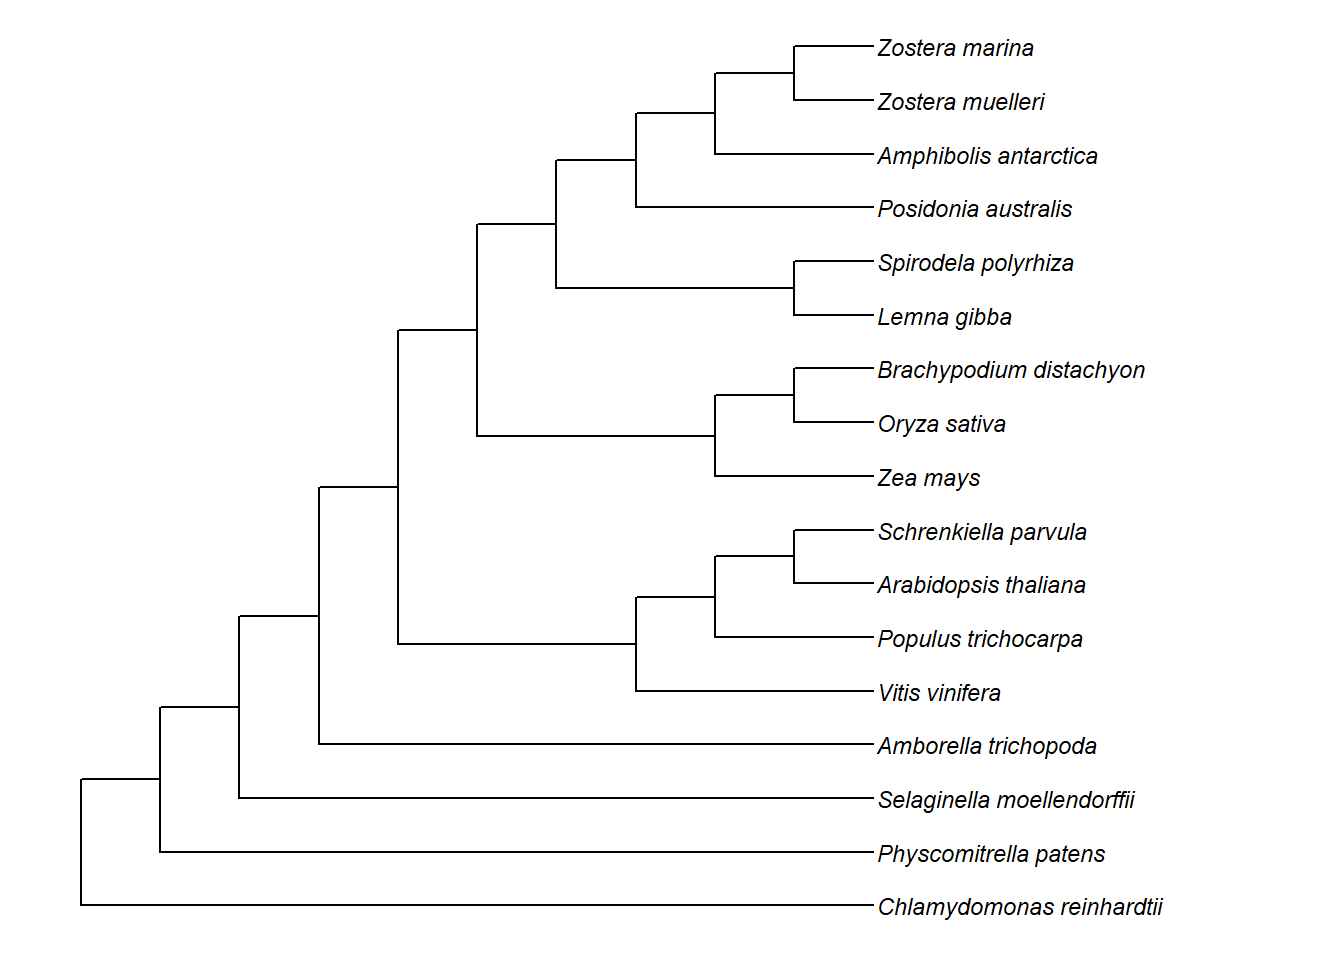 Zostera marina
Zostera muelleri
Amphibolis antarctica
Posidonia australis
Spirodela polyrhiza
Lemna gibba
Brachypodium distachyon
Oryza sativa
Zea mays
Schrenkiella parvula
Arabidopsis thaliana
Populus trichocarpa
Vitis vinifera
Amborella trichopoda
Selaginella moellendorffii
Physcomitrella patens
Chlamydomonas reinhardtii